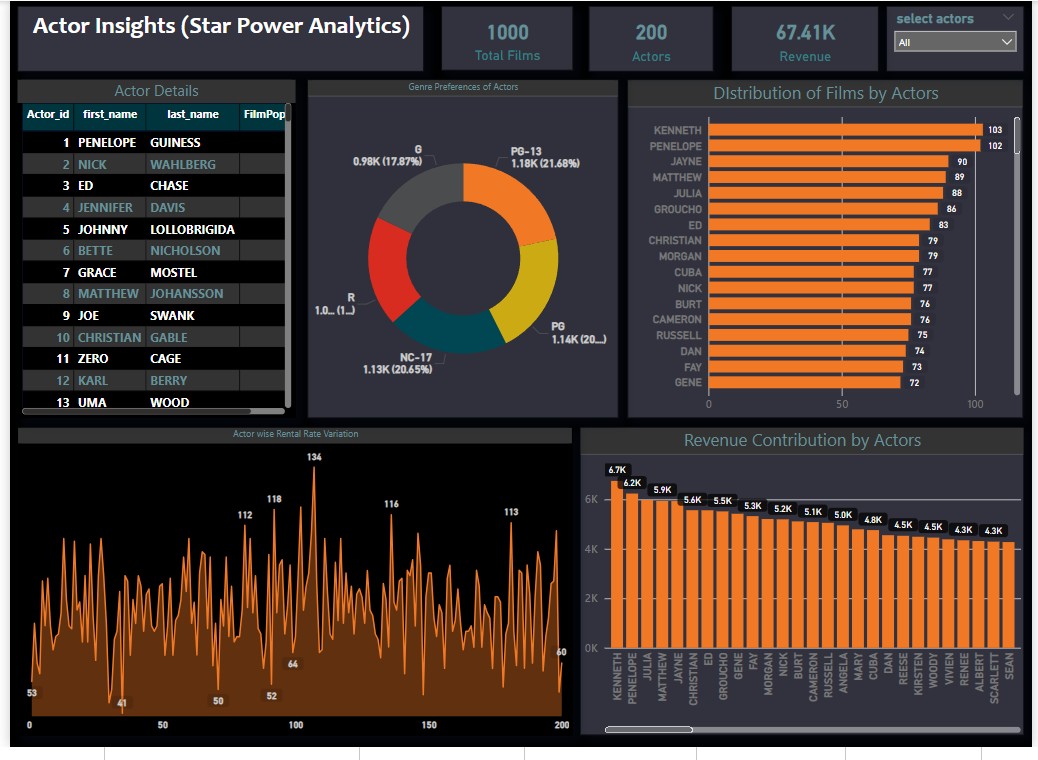 Actor Insights (Star Power Analytics)
1000
Total Films
200
Actors
67.41K
Revenue
select actors
All
Actor Details
Actor_id first_name last_name FilmPop
1 PENELOPE GUINESS
2 NICK WAHLBERG
3 ED CHASE
4 JENNIFER DAVIS
5 JOHNNY LOLLOBRIGIDA
6 BETTE NICHOLSON
7 GRACE MOSTEL
8 MATTHEW JOHANSSON
9 JOE SWANK
10 CHRISTIAN GABLE
11 ZERO CAGE
12 KARL BERRY
13 UMA WOOD
Genre Preferences of Actors
G
0.98K (17.87%)
PG-13
1.18K (21.68%)
R
1.0... (1...)
PG
1.14K (20...)
NC-17
1.13K (20.65%)
DIstribution of Films by Actors
KENNETH 103
PENELOPE 102
JAYNE 90
MATTHEW 89
JULIA 88
GROUCHO 86
ED 83
CHRISTIAN 79
MORGAN 79
CUBA 77
NICK 77
BURT 76
CAMERON 76
RUSSELL 75
DAN 74
FAY 73
GENE 72
0 50 100
Actor wise Rental Rate Variation
134
118
116
112
113
64
60
53
52
50
41
0 50 100 150 200
Revenue Contribution by Actors
6.7K
6.2K
5.9K
5.6K
5.5K
5.3K
5.2K
5.1K
5.0K
4.8K
4.5K
4.5K
4.3K
4.3K
6K
4K
2K
0K
KENNETH
PENELOPE
JULIA
MATTHEW
JAYNE
CHRISTIAN
ED
GROUCHO
GENE
FAY
MORGAN
NICK
BURT
CAMERON
RUSSELL
ANGELA
MARY
CUBA
DAN
REESE
KIRSTEN
WOODY
VIVIEN
RENEE
ALBERT
SCARLETT
SEAN